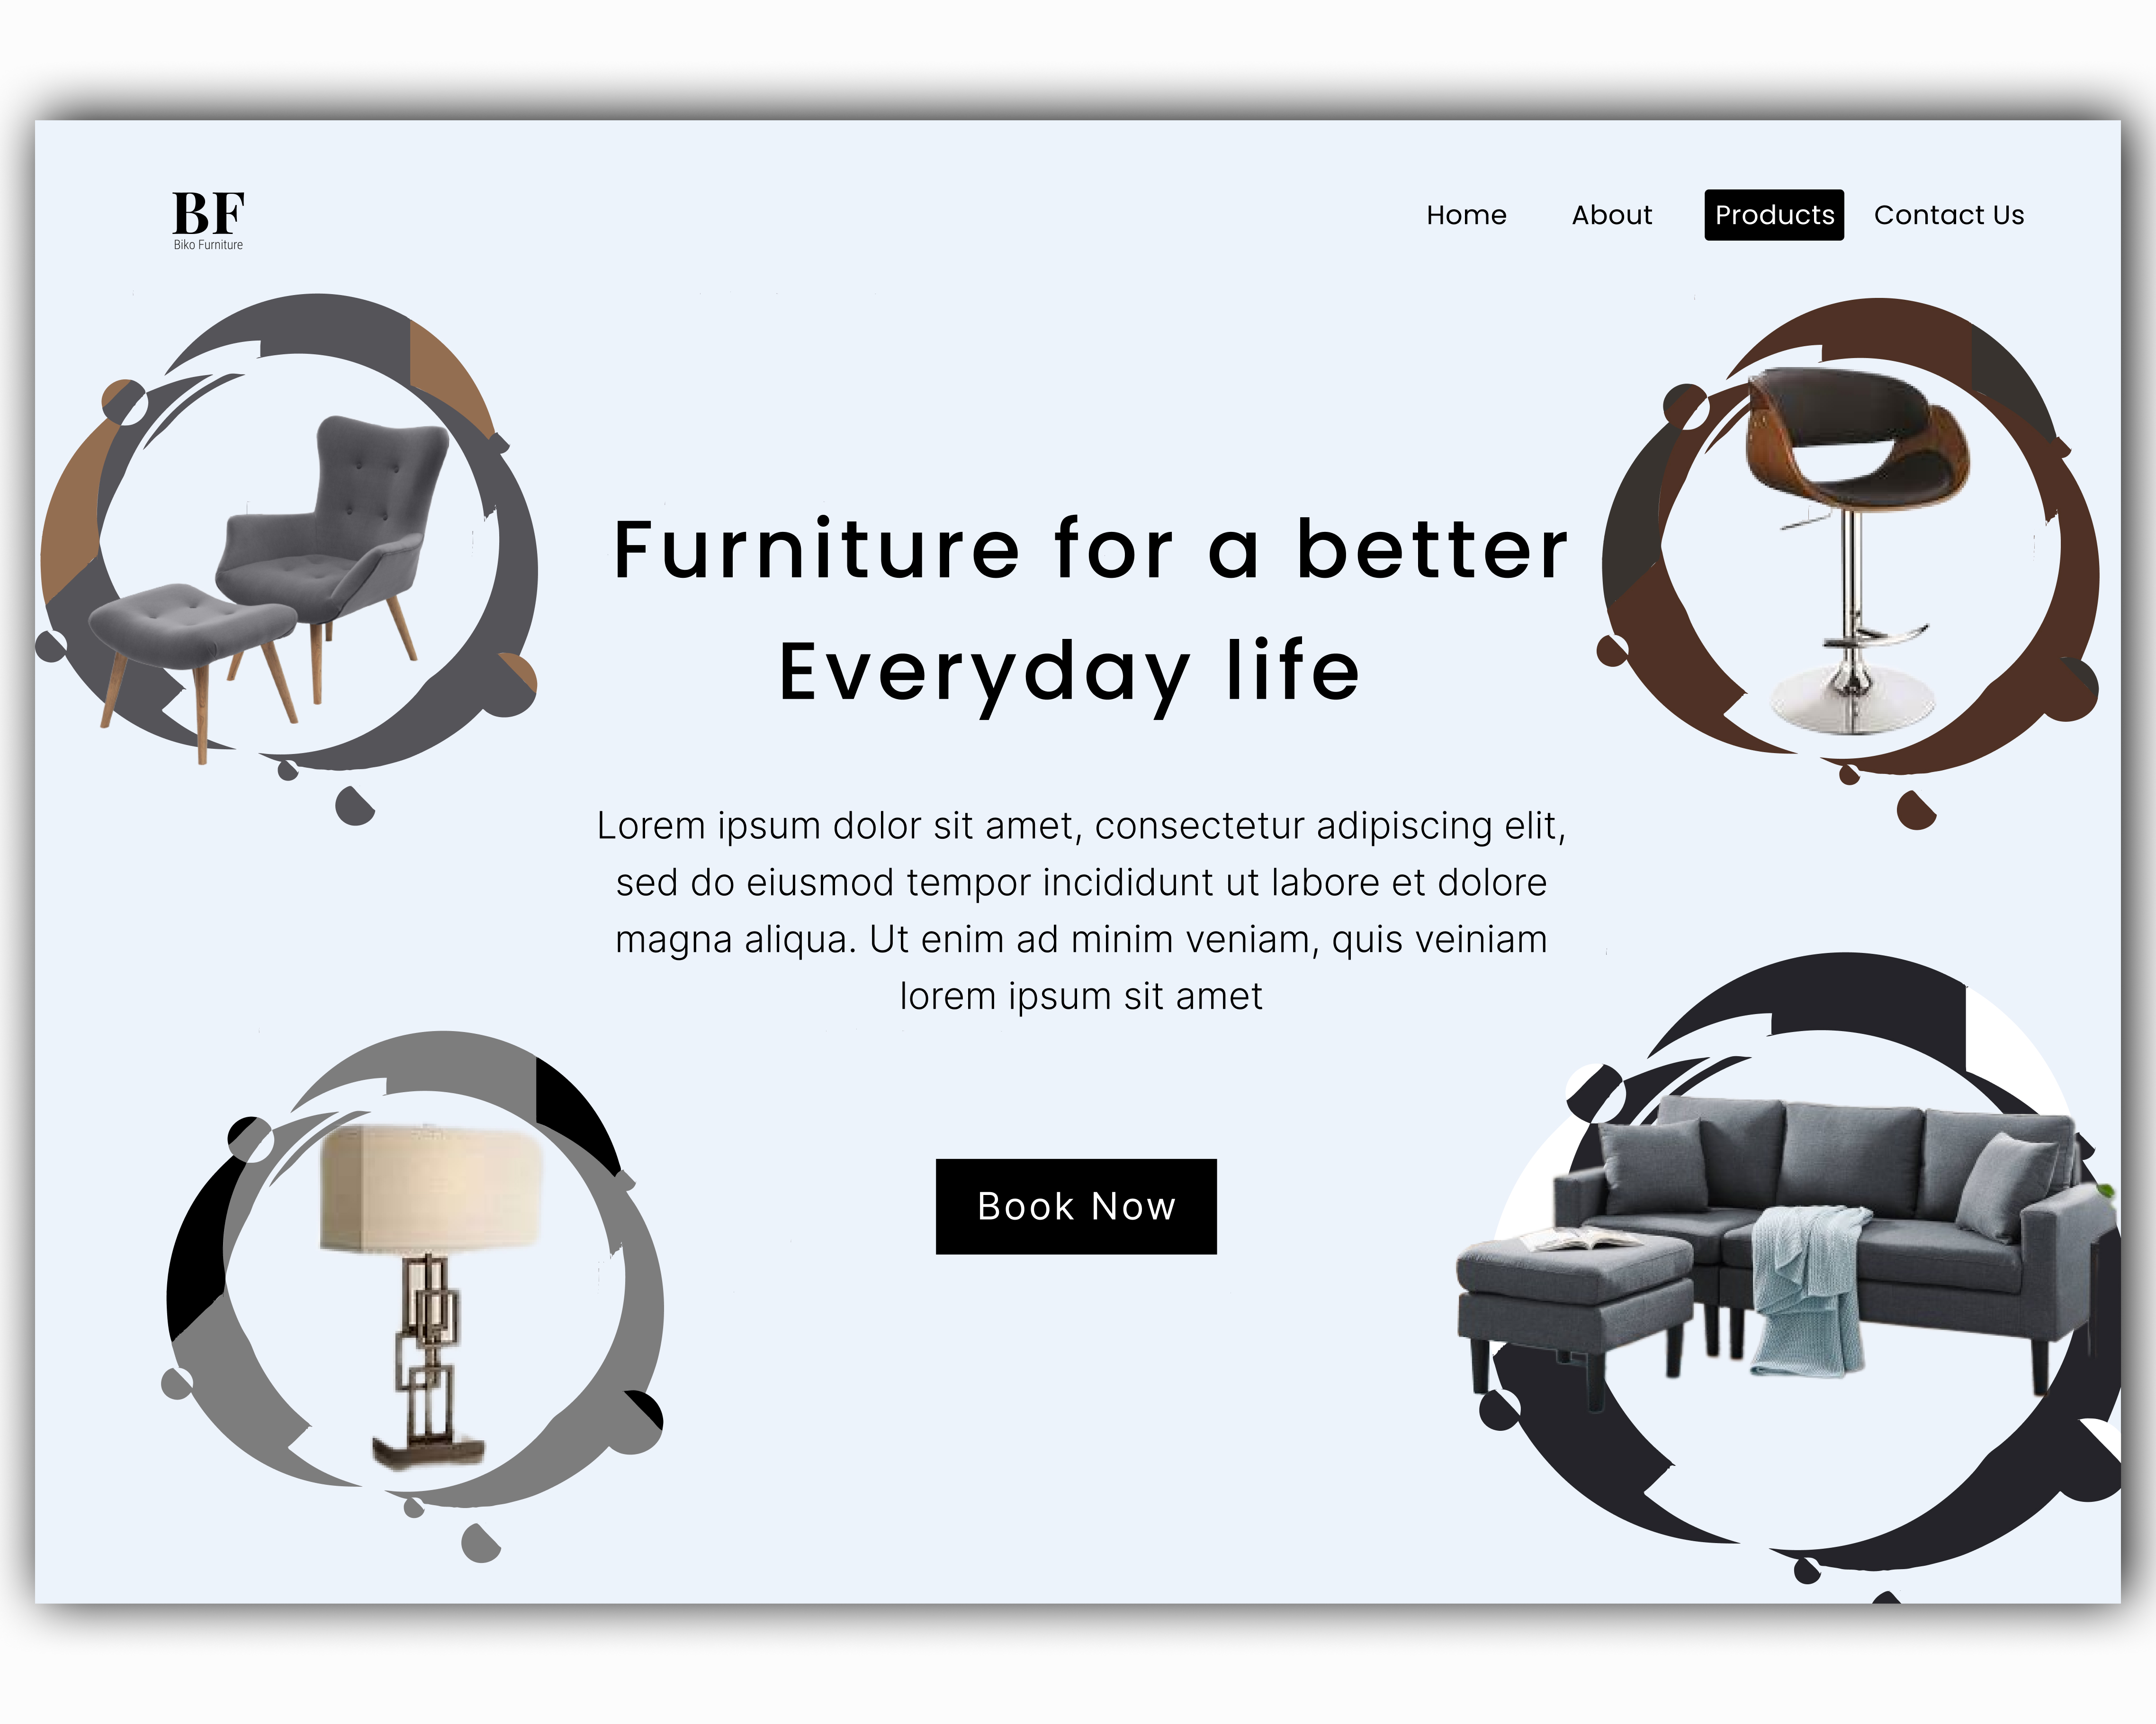 BF
Biko Furniture
Home About Products Contact Us
Furniture for a better
Everyday life
Lorem ipsum dolor sit amet, consectetur adipiscing elit,
sed do eiusmod tempor incididunt ut labore et dolore
magna aliqua. Ut enim ad minim veniam, quis veiniam
lorem ipsum sit amet
Book Now